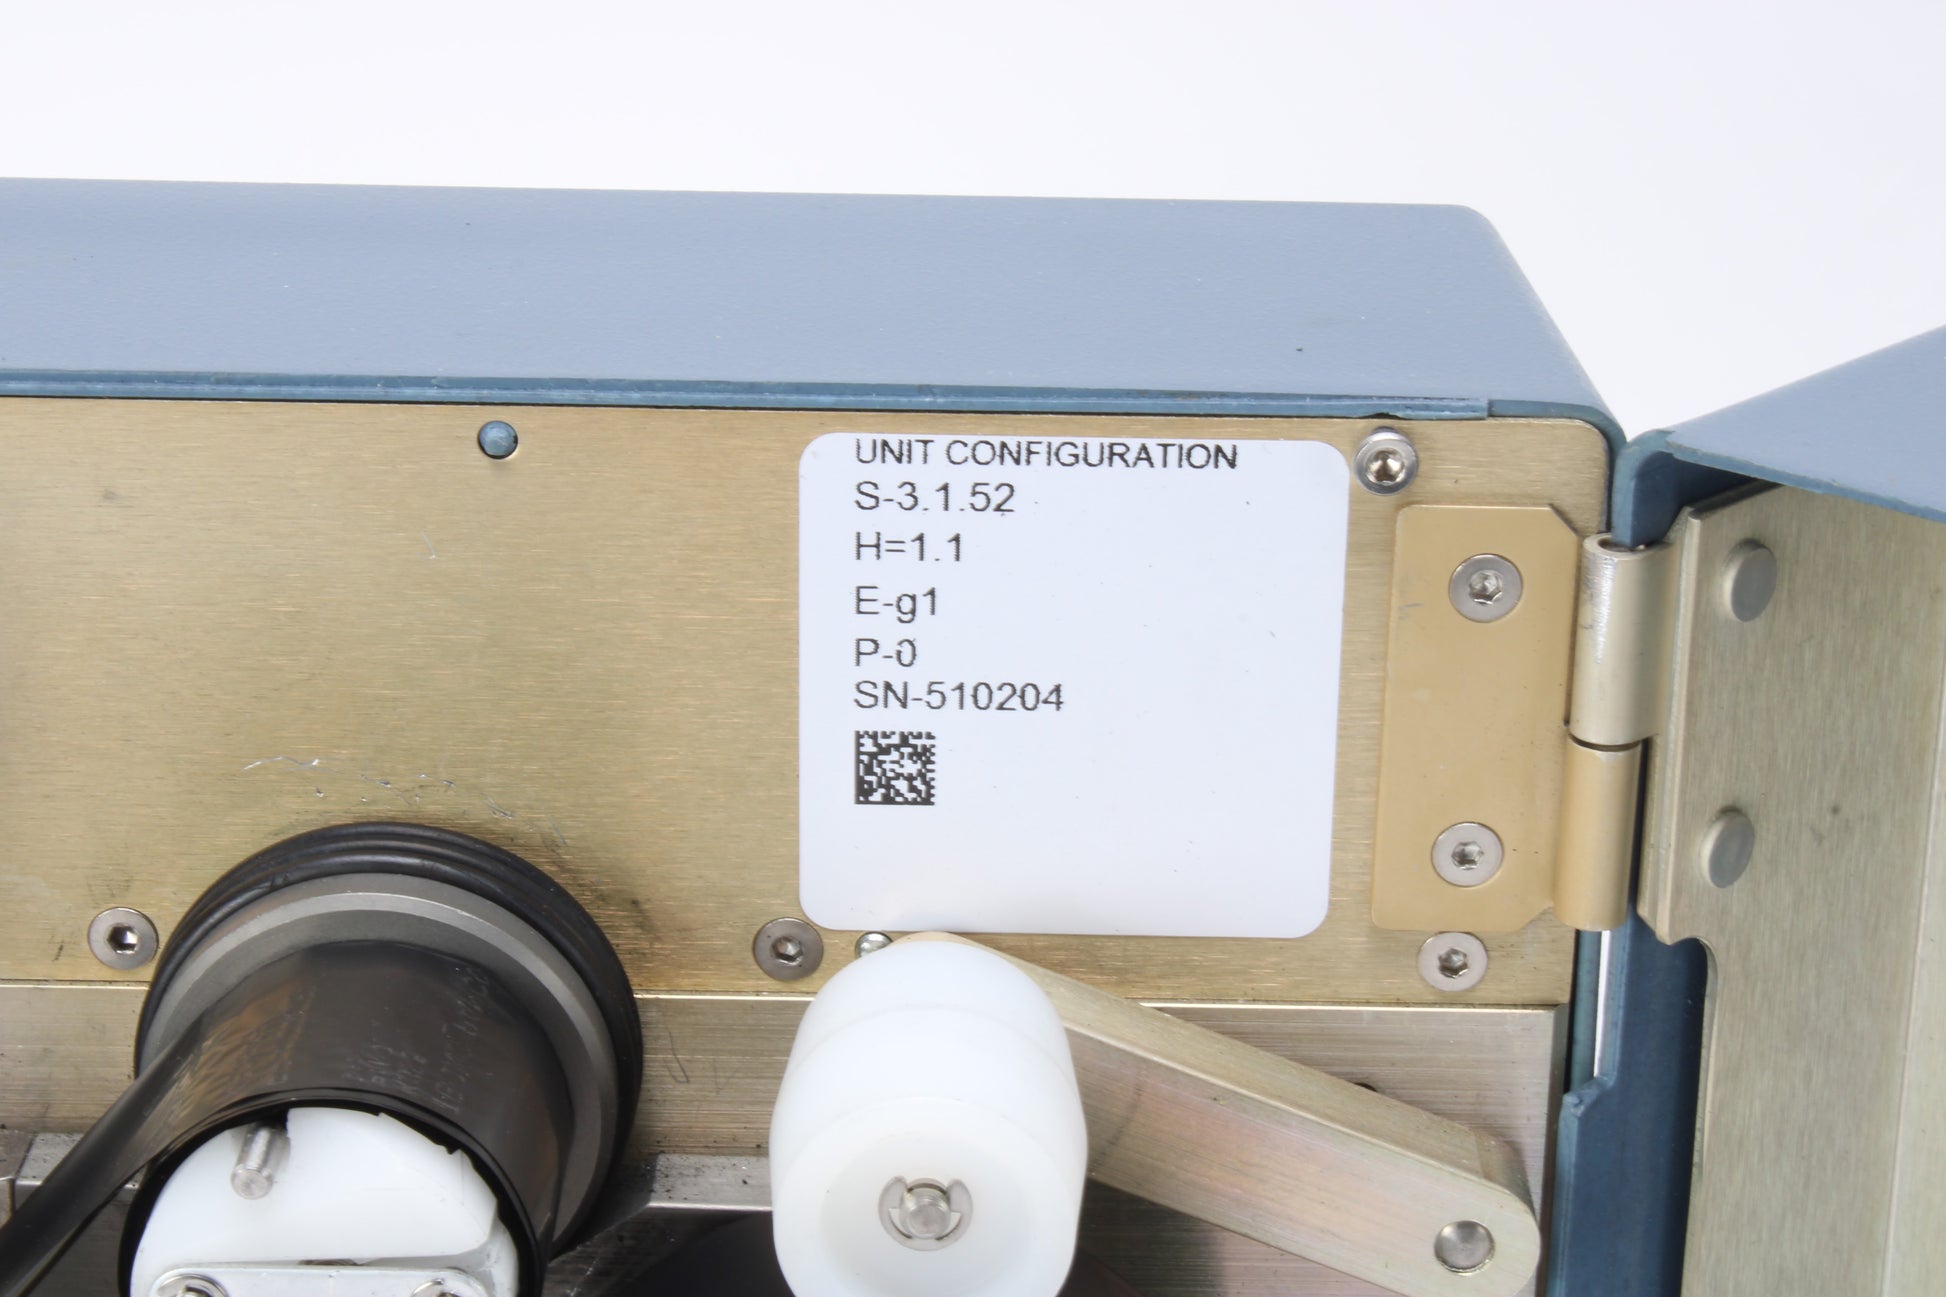 UNIT CONFIGURATION
S-3.1.52
H=1.1
E-g1
P-0
SN-510204